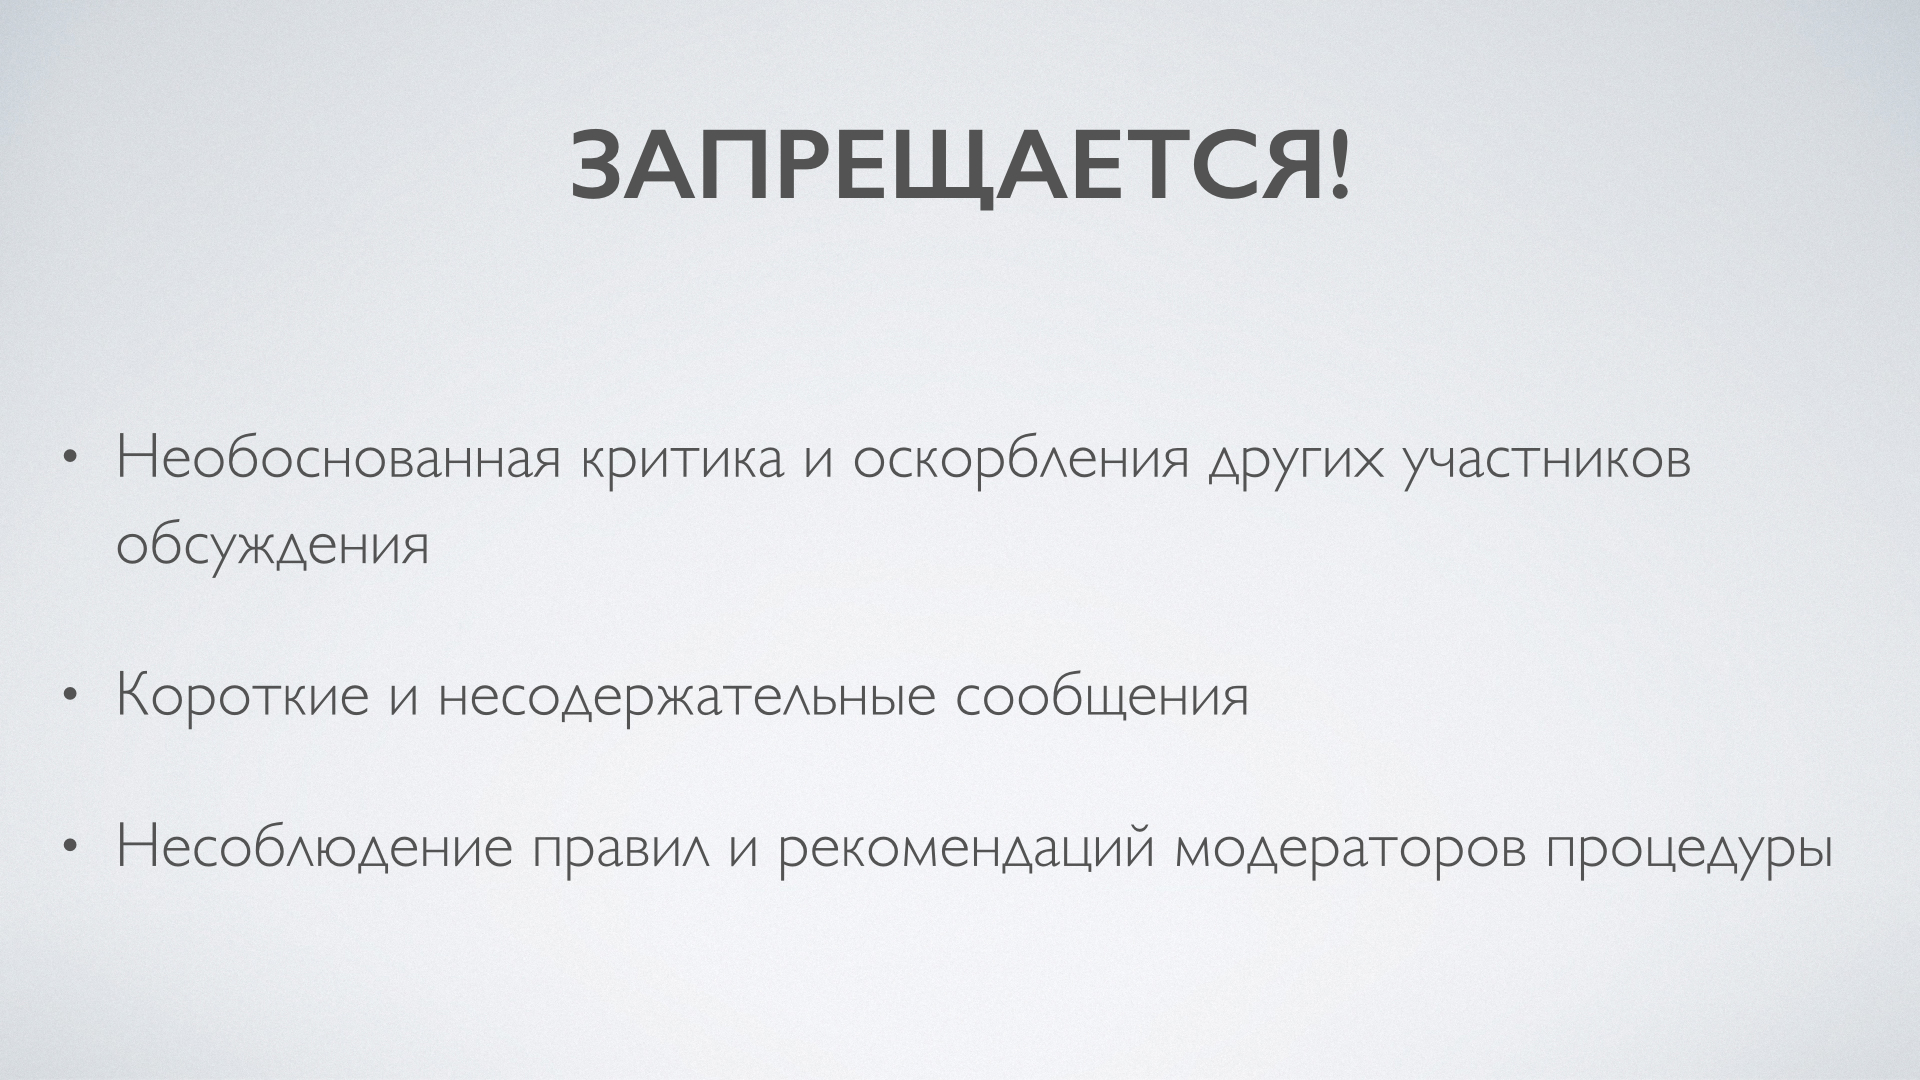 ЗАПРЕЩАЕТСЯ!
• Необоснованная критика и оскорбления других участников
обсуждения
• Короткие и несодержательные сообщения
• Несоблюдение правил и рекомендаций модераторов процедуры